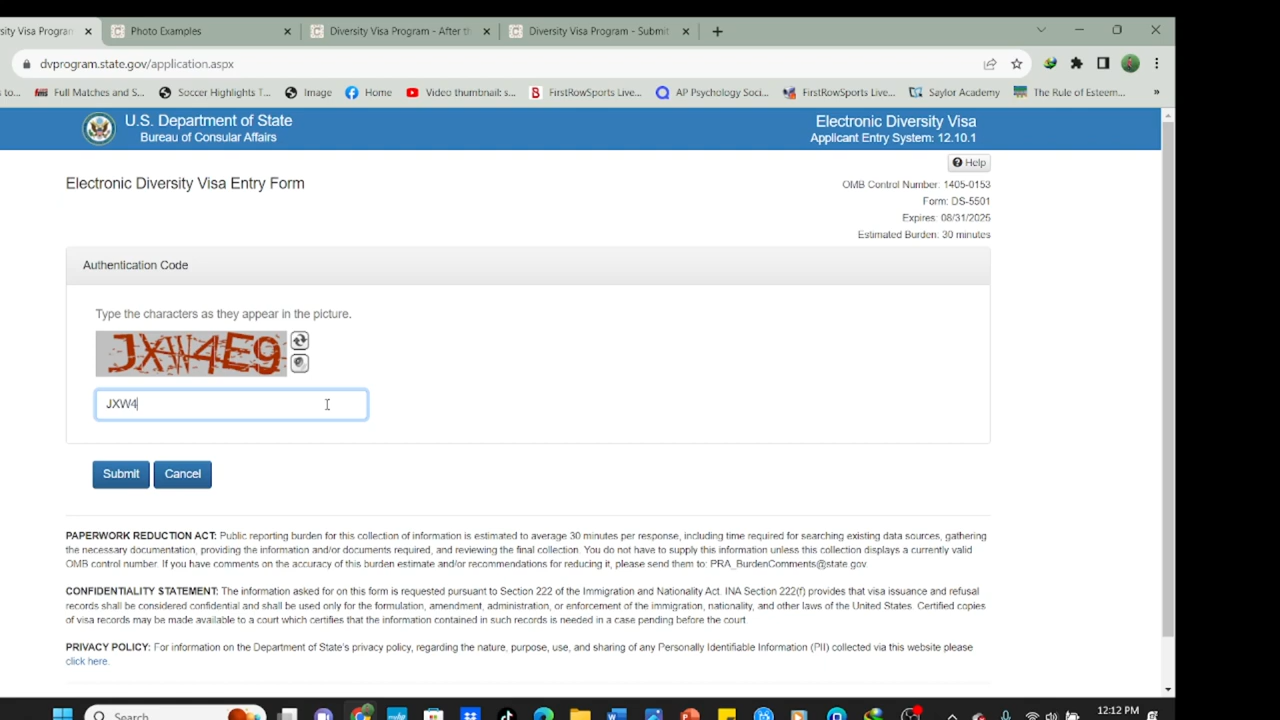 sity Visa Program
Photo Examples
Diversity Visa Program - After th
Diversity Visa Program - Submit
dvprogram.state.gov/application.aspx
s to...
Full Matches and S...
Soccer Highlights T...
Image
Home
Video thumbnail: s...
FirstRowSports Live...
AP Psychology Soci...
FirstRowSports Live...
Saylor Academy
The Rule of Esteem...
»
U.S. Department of State
Bureau of Consular Affairs
Electronic Diversity Visa
Applicant Entry System: 12.10.1
Help
Electronic Diversity Visa Entry Form
OMB Control Number: 1405-0153
Form: DS-5501
Expires: 08/31/2025
Estimated Burden: 30 minutes
Authentication Code
Type the characters as they appear in the picture.
JXW4E9
JXW4
Submit
Cancel
PAPERWORK REDUCTION ACT: Public reporting burden for this collection of information is estimated to average 30 minutes per response, including time required for searching existing data sources, gathering
the necessary documentation, providing the information and/or documents required, and reviewing the final collection. You do not have to supply this information unless this collection displays a currently valid
OMB control number. If you have comments on the accuracy of this burden estimate and/or recommendations for reducing it, please send them to: PRA_BurdenComments@state.gov.
CONFIDENTIALITY STATEMENT: The information asked for on this form is requested pursuant to Section 222 of the Immigration and Nationality Act. INA Section 222(f) provides that visa issuance and refusal
records shall be considered confidential and shall be used only for the formulation, amendment, administration, or enforcement of the immigration, nationality, and other laws of the United States. Certified copies
of visa records may be made available to a court which certifies that the information contained in such records is needed in a case pending before the court.
PRIVACY POLICY: For information on the Department of State's privacy policy, regarding the nature, purpose, use, and sharing of any Personally Identifiable Information (PII) collected via this website please
click here.
Search
12:12 PM